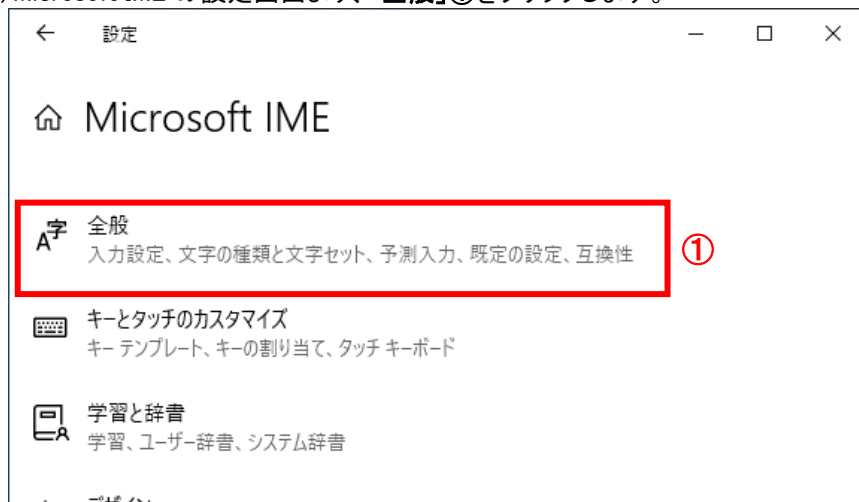 設定
Microsoft IME
全般
入力設定、文字の種類と文字セット、予測入力、既定の設定、互換性
①
キーとタッチのカスタマイズ
キー テンプレート、キーの割り当て、タッチ キーボード
学習と辞書
学習、ユーザー辞書、システム辞書